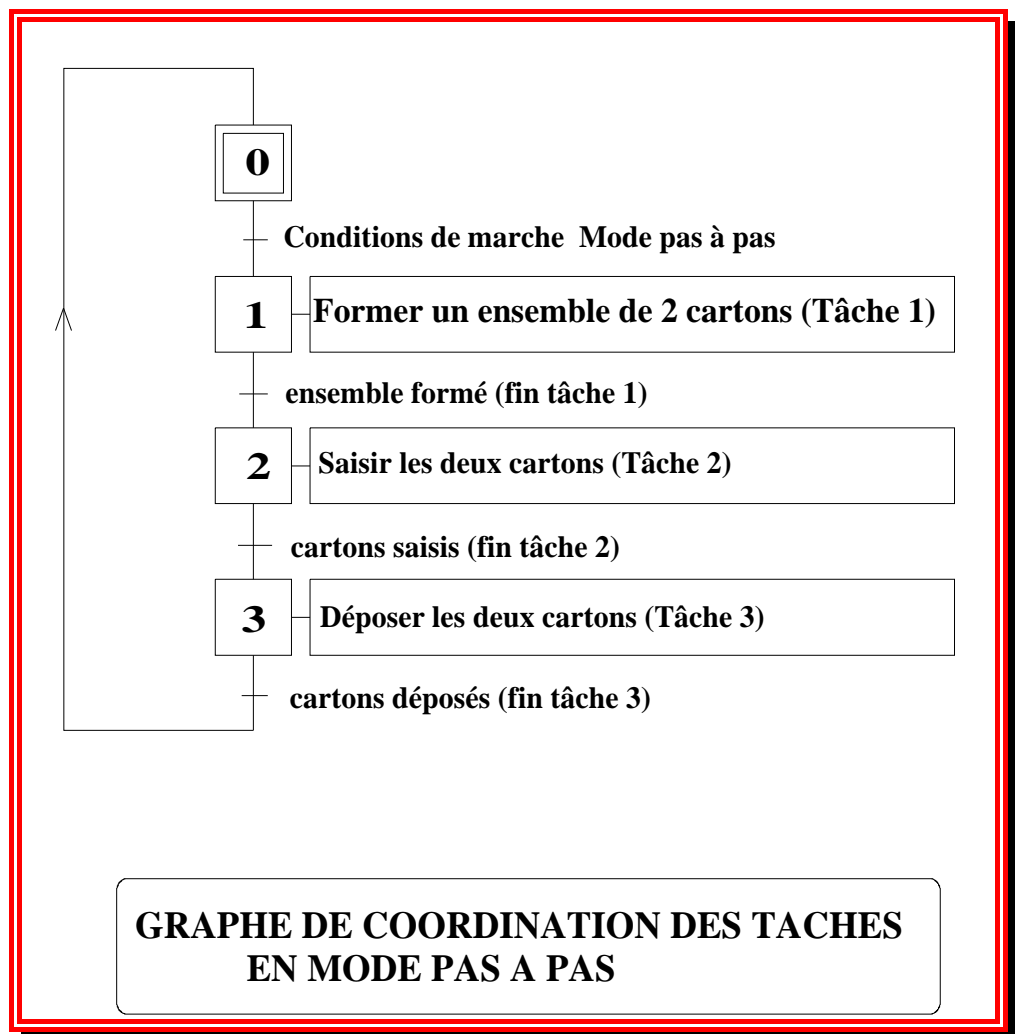 0
Conditions de marche Mode pas à pas
1
Former un ensemble de 2 cartons (Tâche 1)
ensemble formé (fin tâche 1)
2
Saisir les deux cartons (Tâche 2)
cartons saisis (fin tâche 2)
3
Déposer les deux cartons (Tâche 3)
cartons déposés (fin tâche 3)
GRAPHE DE COORDINATION DES TACHES
EN MODE PAS A PAS